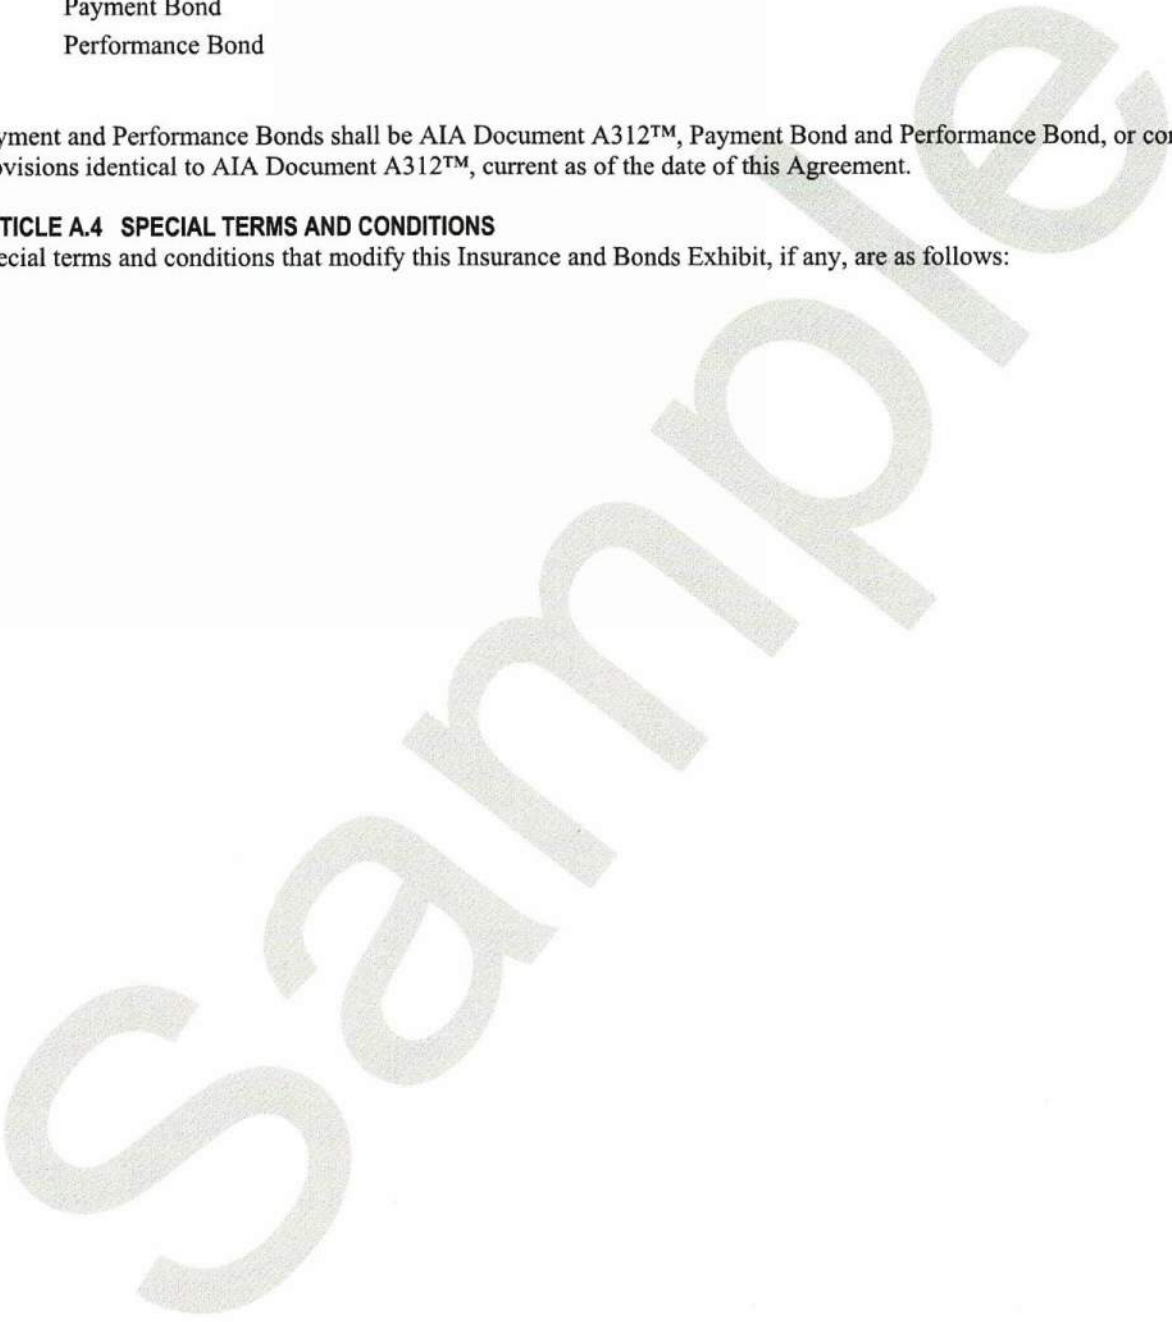 Payment Bond
Performance Bond
yment and Performance Bonds shall be AIA Document A312™, Payment Bond and Performance Bond, or con
ovisions identical to AIA Document A312™, current as of the date of this Agreement.
TICLE A.4 SPECIAL TERMS AND CONDITIONS
ecial terms and conditions that modify this Insurance and Bonds Exhibit, if any, are as follows:
Sample